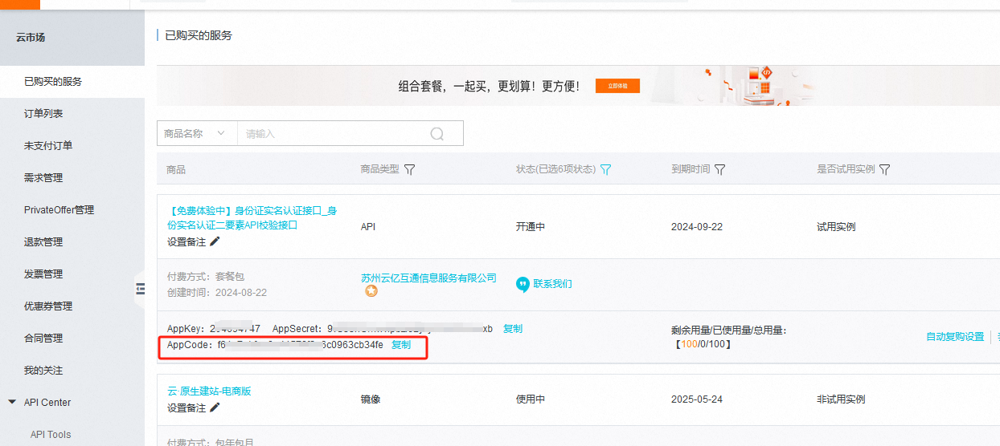 云市场
已购买的服务
订单列表
未支付订单
需求管理
PrivateOffer管理
退款管理
发票管理
优惠券管理
合同管理
我的关注
API Center
API Tools
已购买的服务
组合套餐，一起买，更划算！更方便！ 立即体验
商品名称 请输入
商品 商品类型 状态(已选6项状态) 到期时间 是否试用实例
【免费体验中】身份证实名认证接口_身
份实名认证二要素API校验接口
设置备注
API 开通中 2024-09-22 试用实例
付费方式：套餐包
创建时间：2024-08-22
苏州云亿互通信息服务有限公司
联系我们
AppKey： AppSecret： 复制
AppCode： 复制
剩余用量/已使用量/总用量：
【100/0/100】
自动复购设置
云·原生建站-电商版
设置备注
镜像 使用中 2025-05-24 非试用实例
付费方式：包年包月